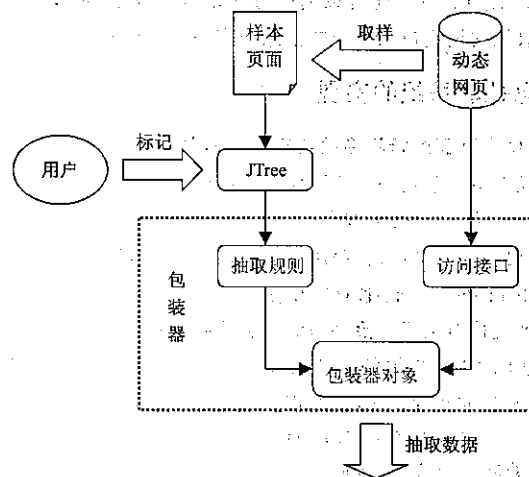 样本
页面
取样
动态
网页
用户
标记
JTree
抽取规则
访问接口
包
装
器
包装器对象
抽取数据